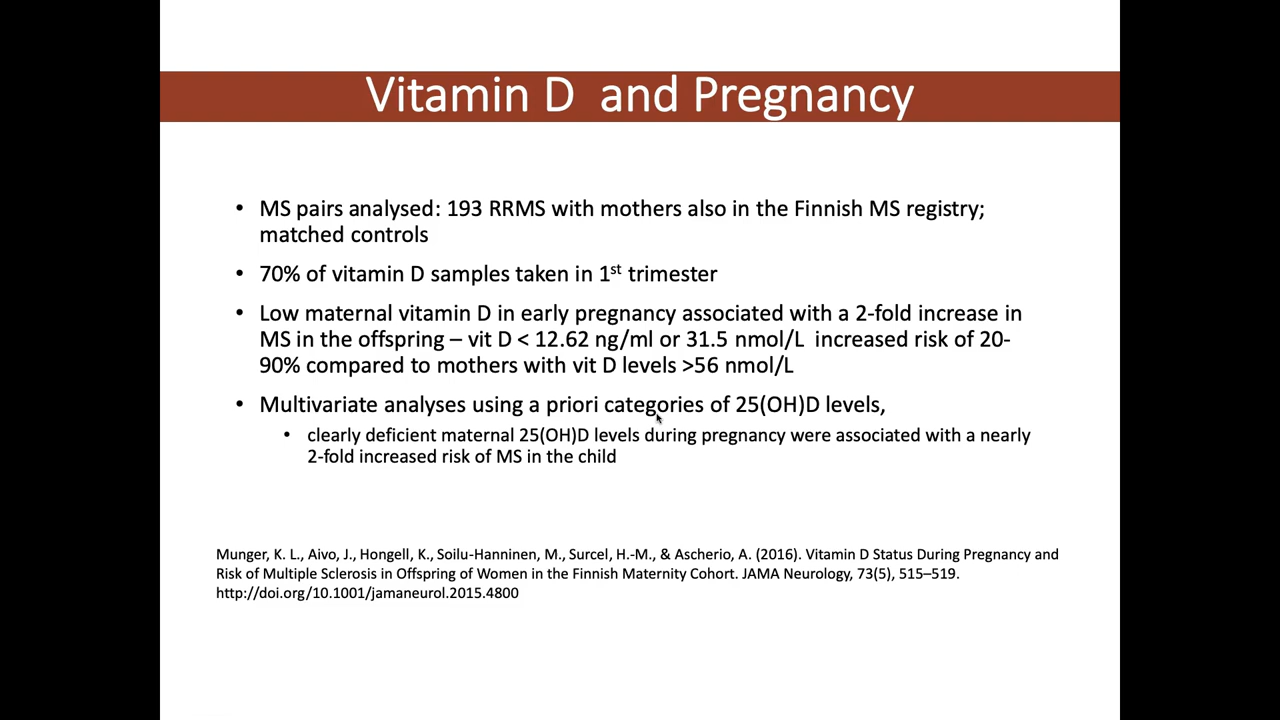 Vitamin D and Pregnancy
• MS pairs analysed: 193 RRMS with mothers also in the Finnish MS registry;
matched controls
• 70% of vitamin D samples taken in 1st trimester
• Low maternal vitamin D in early pregnancy associated with a 2-fold increase in
MS in the offspring – vit D < 12.62 ng/ml or 31.5 nmol/L increased risk of 20-
90% compared to mothers with vit D levels >56 nmol/L
• Multivariate analyses using a priori categories of 25(OH)D levels,
• clearly deficient maternal 25(OH)D levels during pregnancy were associated with a nearly
2-fold increased risk of MS in the child
Munger, K. L., Aivo, J., Hongell, K., Soilu-Hanninen, M., Surcel, H.-M., & Ascherio, A. (2016). Vitamin D Status During Pregnancy and
Risk of Multiple Sclerosis in Offspring of Women in the Finnish Maternity Cohort. JAMA Neurology, 73(5), 515–519.
http://doi.org/10.1001/jamaneurol.2015.4800